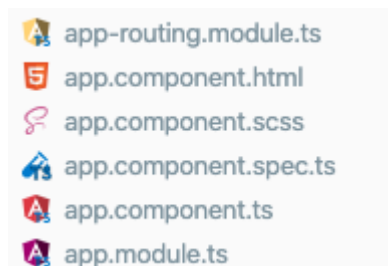 app-routing.module.ts
app.component.html
app.component.scss
app.component.spec.ts
app.component.ts
app.module.ts